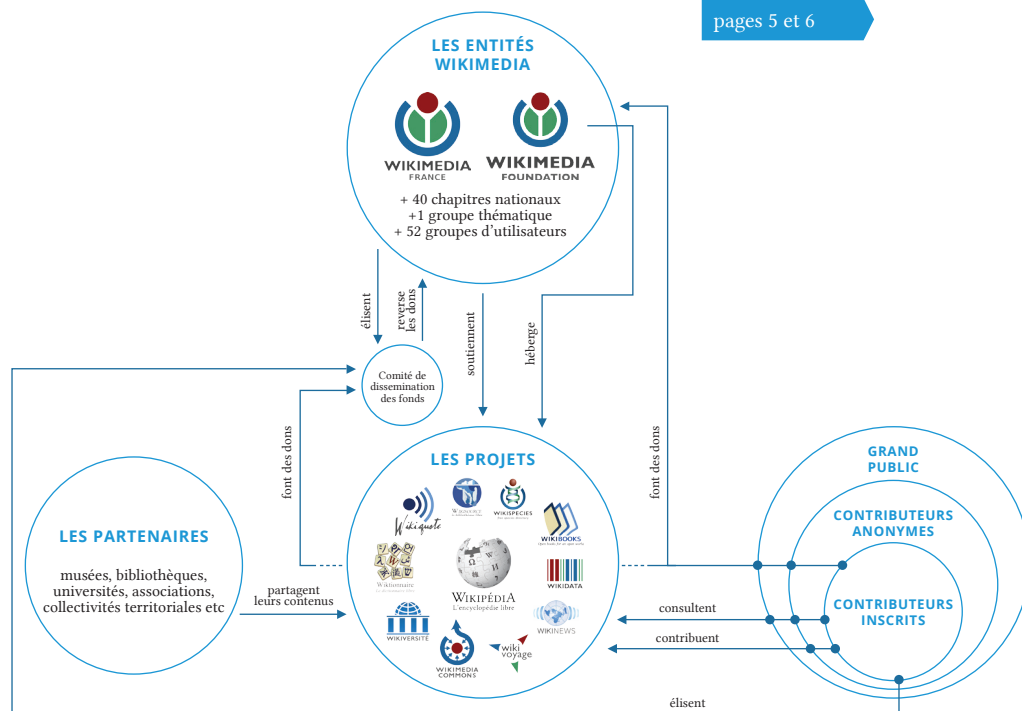 pages 5 et 6
LES ENTITÉS
WIKIMEDIA
WIKIMEDIA
FRANCE
WIKIMEDIA
FOUNDATION
+ 40 chapitres nationaux
+1 groupe thématique
+ 52 groupes d'utilisateurs
élisent
reverse
les dons
soutiennent
héberge
Comité de
dissemination
des fonds
font des dons
font des dons
LES PARTENAIRES
musées, bibliothèques,
universités, associations,
collectivités territoriales etc
partagent
leurs contenus
LES PROJETS
Wikiquote
WIKISPECIES
WIKIBOOKS
Wiktionnaire
WIKIPÉDIA
L'encyclopédie libre
WIKIDATA
WIKIVERSITÉ
WIKINEWS
WIKIMEDIA
COMMONS
wiki
voyage
GRAND
PUBLIC
CONTRIBUTEURS
ANONYMES
CONTRIBUTEURS
INSCRITS
consultent
contribuent
élisent